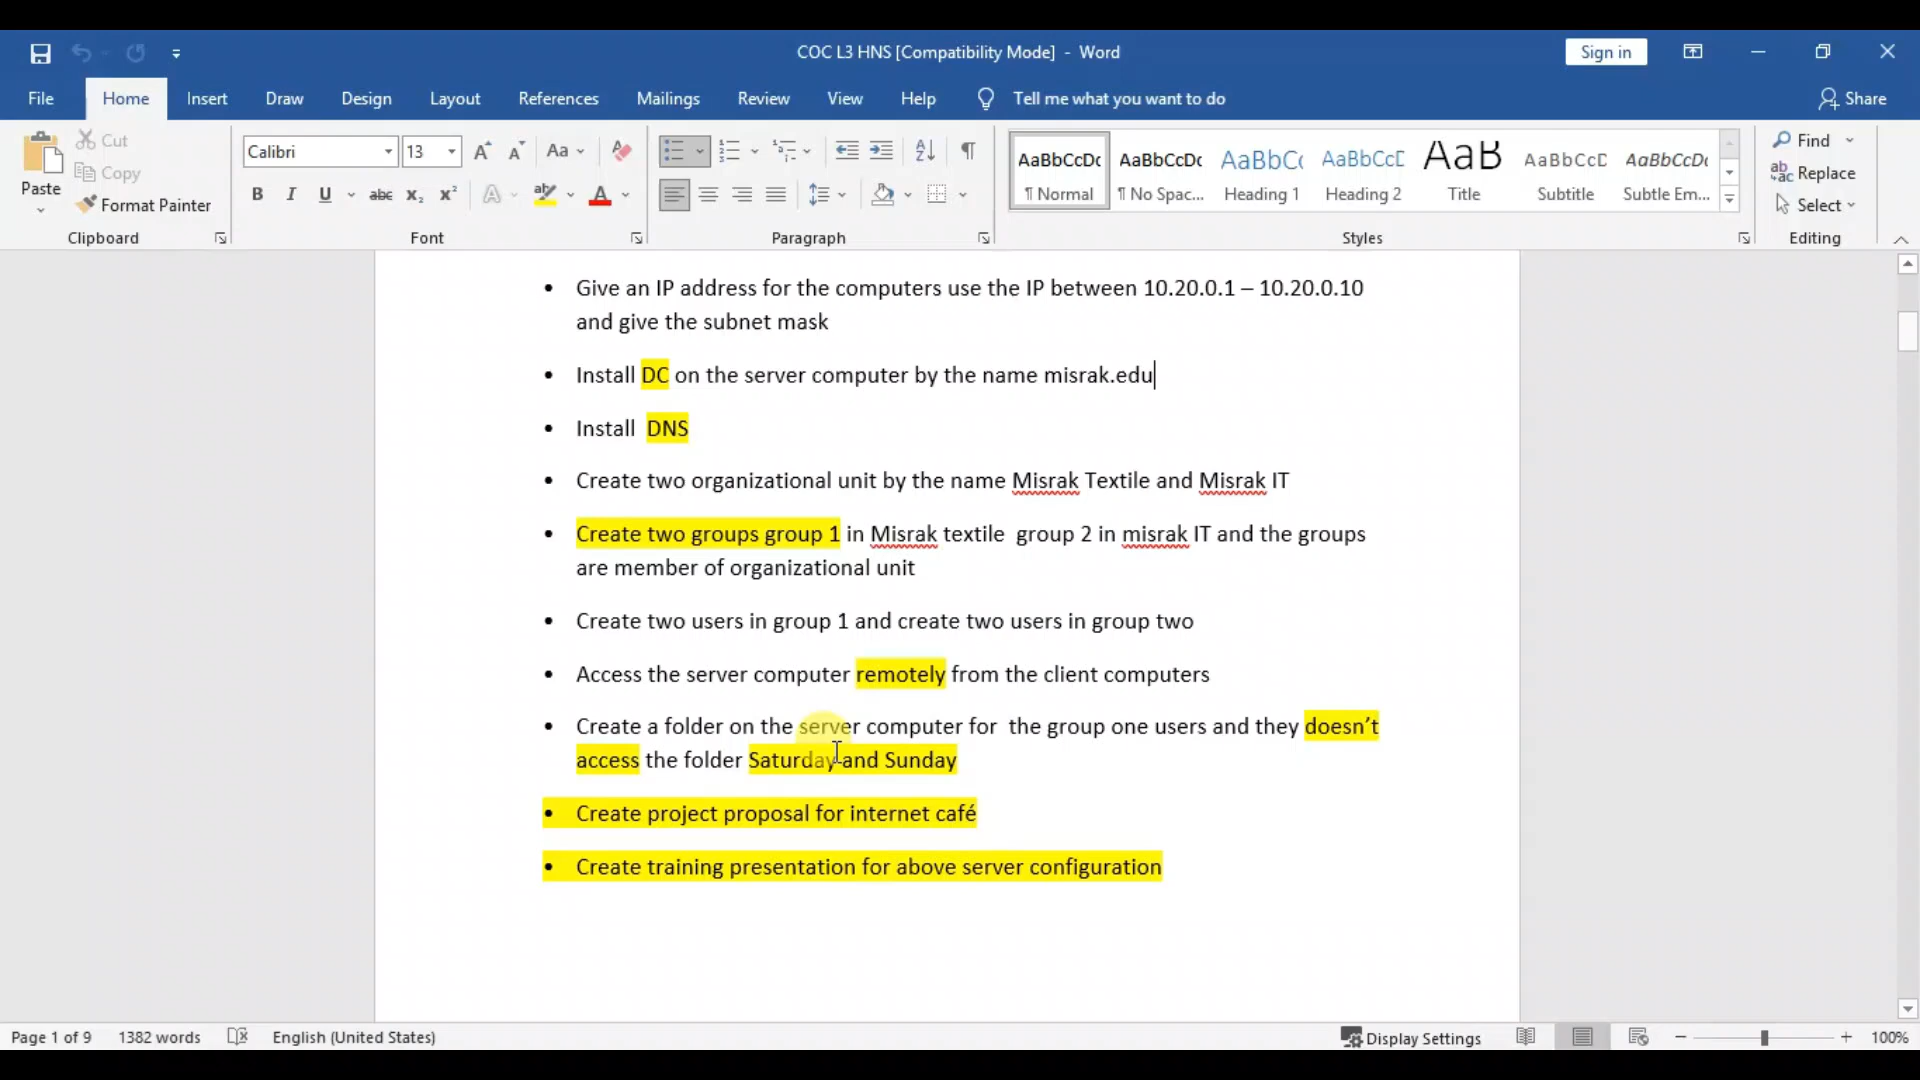 COC L3 HNS [Compatibility Mode] - Word
Sign in
File Home Insert Draw Design Layout References Mailings Review View Help Tell me what you want to do Share
Paste
Cut
Copy
Format Painter
Clipboard
Calibri 13
Font
Paragraph
AaBbCcDc AaBbCcDc AaBbCc AaBbCcD AaB AaBbCcD AaBbCcDc
¶ Normal ¶ No Spac... Heading 1 Heading 2 Title Subtitle Subtle Em...
Styles
Find
Replace
Select
Editing
• Give an IP address for the computers use the IP between 10.20.0.1 – 10.20.0.10
and give the subnet mask
• Install DC on the server computer by the name misrak.edu
• Install DNS
• Create two organizational unit by the name Misrak Textile and Misrak IT
• Create two groups group 1 in Misrak textile group 2 in misrak IT and the groups
are member of organizational unit
• Create two users in group 1 and create two users in group two
• Access the server computer remotely from the client computers
• Create a folder on the server computer for the group one users and they doesn’t
access the folder Saturday and Sunday
• Create project proposal for internet café
• Create training presentation for above server configuration
Page 1 of 9 1382 words English (United States) Display Settings 100%